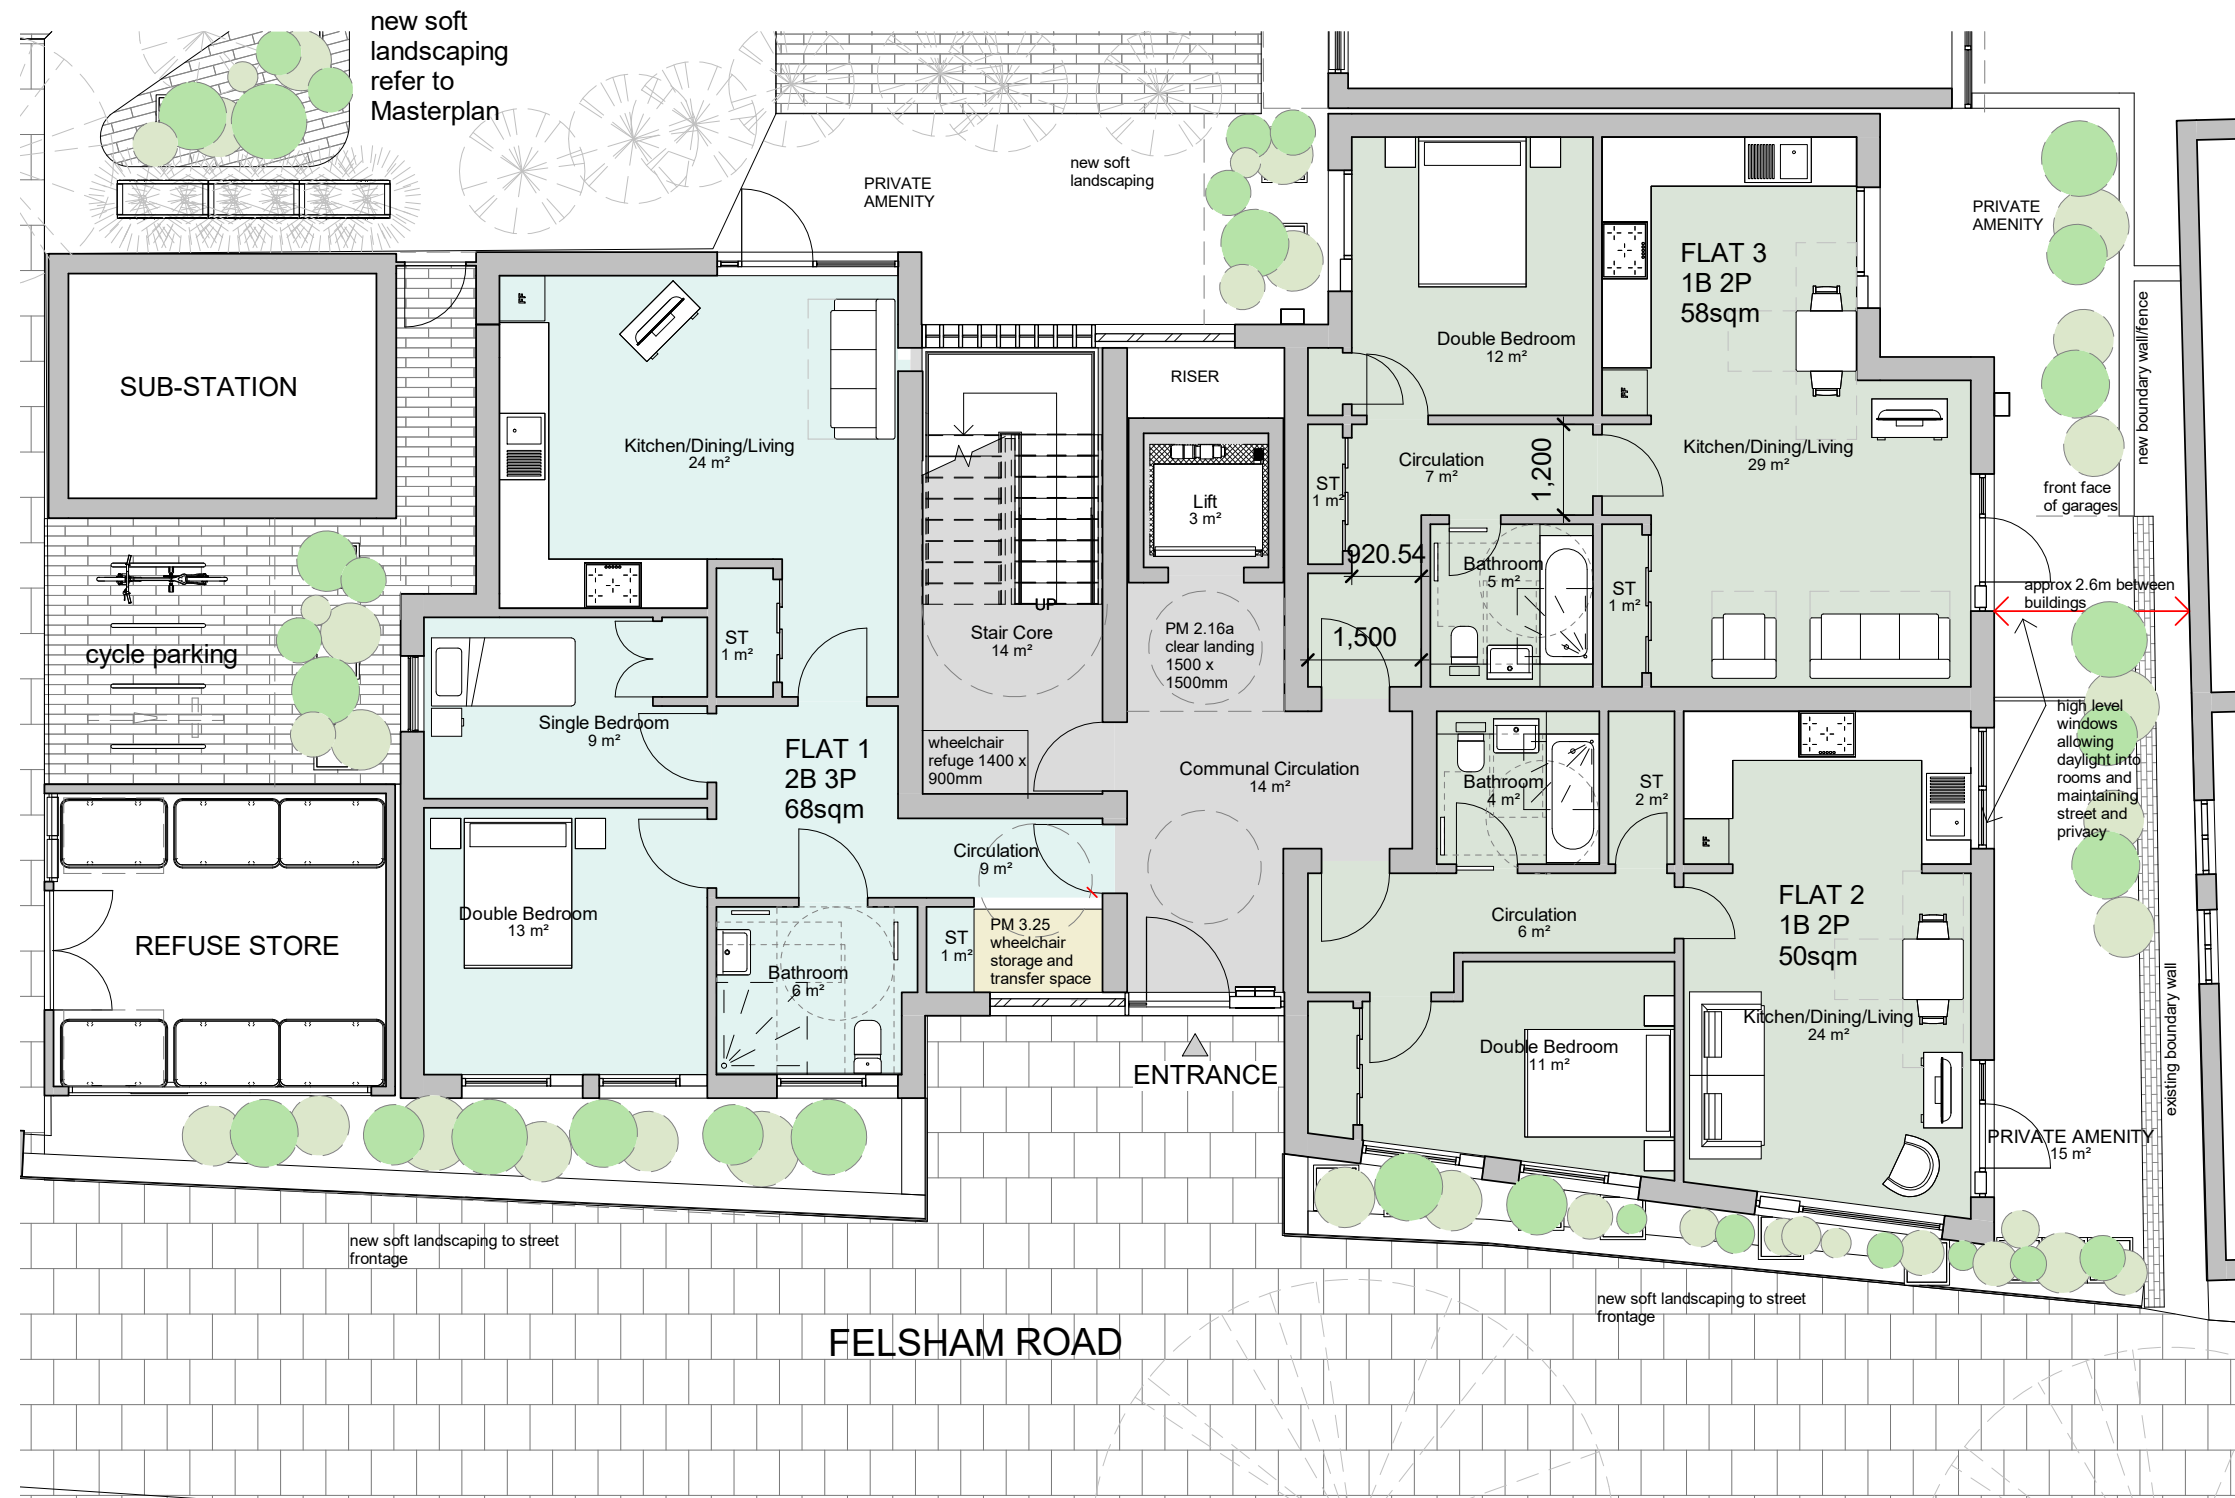 new soft
landscaping
refer to
Masterplan
PRIVATE
AMENITY
new soft
landscaping
PRIVATE
AMENITY
FLAT 3
1B 2P
58sqm
Double Bedroom
12 m²
new boundary wall/fence
SUB-STATION
RISER
FF
FF
Kitchen/Dining/Living
24 m²
Circulation
7 m²
1,200
Kitchen/Dining/Living
29 m²
ST
1 m²
Lift
3 m²
front face
of garages
920.54
Bathroom
5 m²
ST
1 m²
approx 2.6m between
buildings
UP
Stair Core
14 m²
PM 2.16a
clear landing
1500 x
1500mm
1,500
ST
1 m²
cycle parking
Single Bedroom
9 m²
FLAT 1
2B 3P
68sqm
wheelchair
refuge 1400 x
900mm
Communal Circulation
14 m²
Bathroom
4 m²
ST
2 m²
high level
windows
allowing
daylight into
rooms and
maintaining
street and
privacy
FF
Circulation
9 m²
FLAT 2
1B 2P
50sqm
Double Bedroom
13 m²
REFUSE STORE
ST
1 m²
PM 3.25
wheelchair
storage and
transfer space
Circulation
6 m²
Bathroom
6 m²
Kitchen/Dining/Living
24 m²
existing boundary wall
ENTRANCE
Double Bedroom
11 m²
PRIVATE AMENITY
15 m²
new soft landscaping to street
frontage
new soft landscaping to street
frontage
FELSHAM ROAD